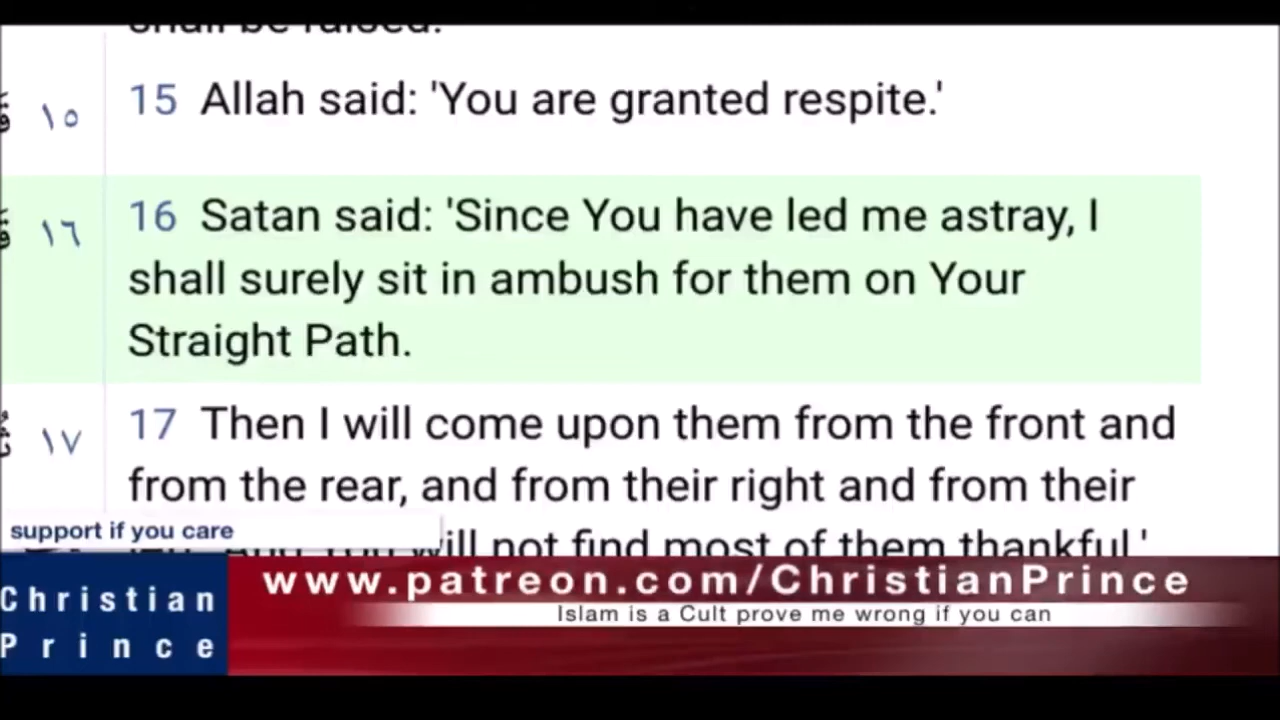 shall be raised.
١٥ 15 Allah said: 'You are granted respite.'
١٦ 16 Satan said: 'Since You have led me astray, I
shall surely sit in ambush for them on Your
Straight Path.
١٧ 17 Then I will come upon them from the front and
from the rear, and from their right and from their
will not find most of them thankful.'
support if you care
Christian
Prince
www.patreon.com/ChristianPrince
Islam is a Cult prove me wrong if you can